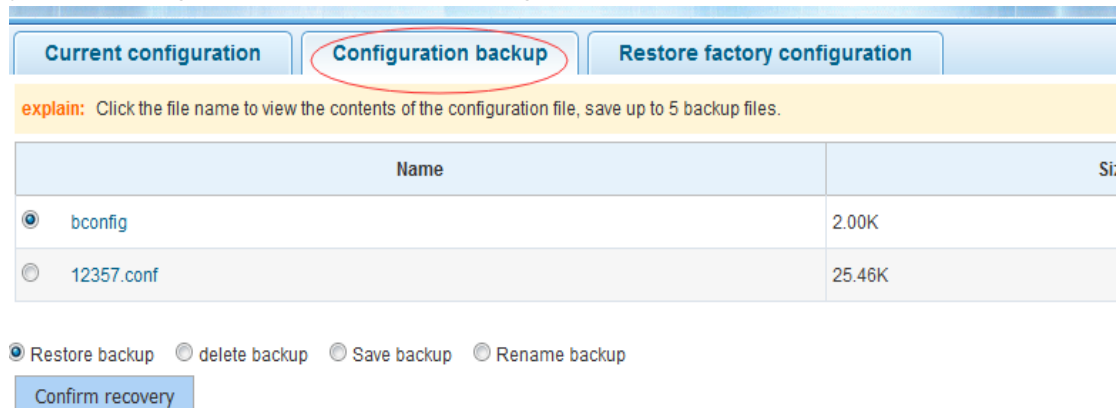 Current configuration Configuration backup Restore factory configuration
explain: Click the file name to view the contents of the configuration file, save up to 5 backup files.
Name
bconfig 2.00K
12357.conf 25.46K
Restore backup delete backup Save backup Rename backup
Confirm recovery